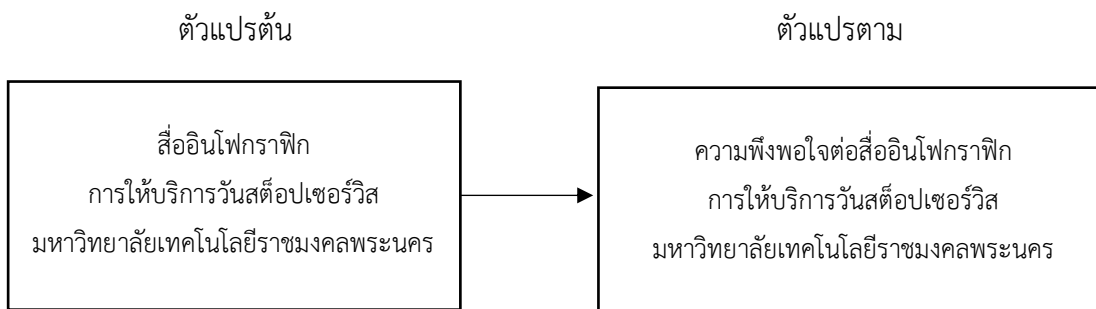 ตัวแปรต้น
ตัวแปรตาม
สื่ออินโฟกราฟิก
การให้บริการวันสต็อปเซอร์วิส
มหาวิทยาลัยเทคโนโลยีราชมงคลพระนคร
ความพึงพอใจต่อสื่ออินโฟกราฟิก
การให้บริการวันสต็อปเซอร์วิส
มหาวิทยาลัยเทคโนโลยีราชมงคลพระนคร